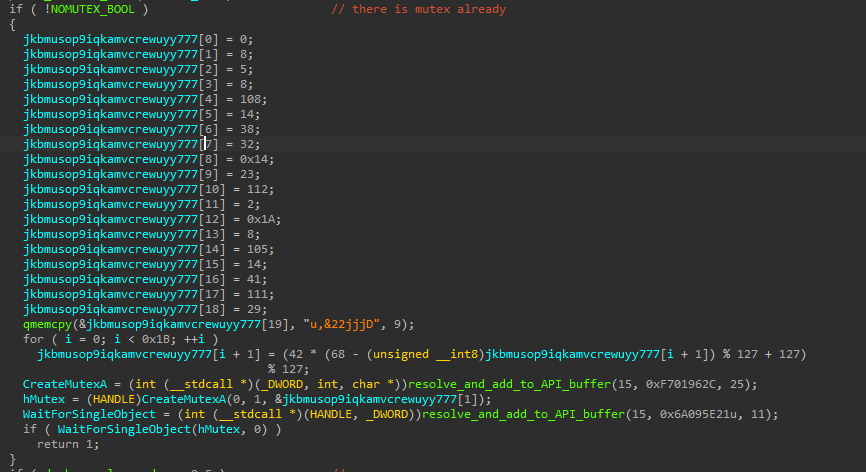 if ( !NOMUTEX_BOOL ) // there is mutex already
{
jkbmusop9iqkamvcrewuyy777[0] = 0;
jkbmusop9iqkamvcrewuyy777[1] = 8;
jkbmusop9iqkamvcrewuyy777[2] = 5;
jkbmusop9iqkamvcrewuyy777[3] = 8;
jkbmusop9iqkamvcrewuyy777[4] = 108;
jkbmusop9iqkamvcrewuyy777[5] = 14;
jkbmusop9iqkamvcrewuyy777[6] = 38;
jkbmusop9iqkamvcrewuyy777[7] = 32;
jkbmusop9iqkamvcrewuyy777[8] = 0x14;
jkbmusop9iqkamvcrewuyy777[9] = 23;
jkbmusop9iqkamvcrewuyy777[10] = 112;
jkbmusop9iqkamvcrewuyy777[11] = 2;
jkbmusop9iqkamvcrewuyy777[12] = 0x1A;
jkbmusop9iqkamvcrewuyy777[13] = 8;
jkbmusop9iqkamvcrewuyy777[14] = 105;
jkbmusop9iqkamvcrewuyy777[15] = 14;
jkbmusop9iqkamvcrewuyy777[16] = 41;
jkbmusop9iqkamvcrewuyy777[17] = 111;
jkbmusop9iqkamvcrewuyy777[18] = 29;
qmemcpy(&jkbmusop9iqkamvcrewuyy777[19], "u,&22jjjD", 9);
for ( i = 0; i < 0x1B; ++i )
jkbmusop9iqkamvcrewuyy777[i + 1] = (42 * (68 - (unsigned __int8)jkbmusop9iqkamvcrewuyy777[i + 1]) % 127 + 127)
% 127;
CreateMutexA = (int (__stdcall *)(_DWORD, int, char *))resolve_and_add_to_API_buffer(15, 0xF701962C, 25);
hMutex = (HANDLE)CreateMutexA(0, 1, &jkbmusop9iqkamvcrewuyy777[1]);
WaitForSingleObject = (int (__stdcall *)(HANDLE, _DWORD))resolve_and_add_to_API_buffer(15, 0x6A095E21u, 11);
if ( WaitForSingleObject(hMutex, 0) )
return 1;
}